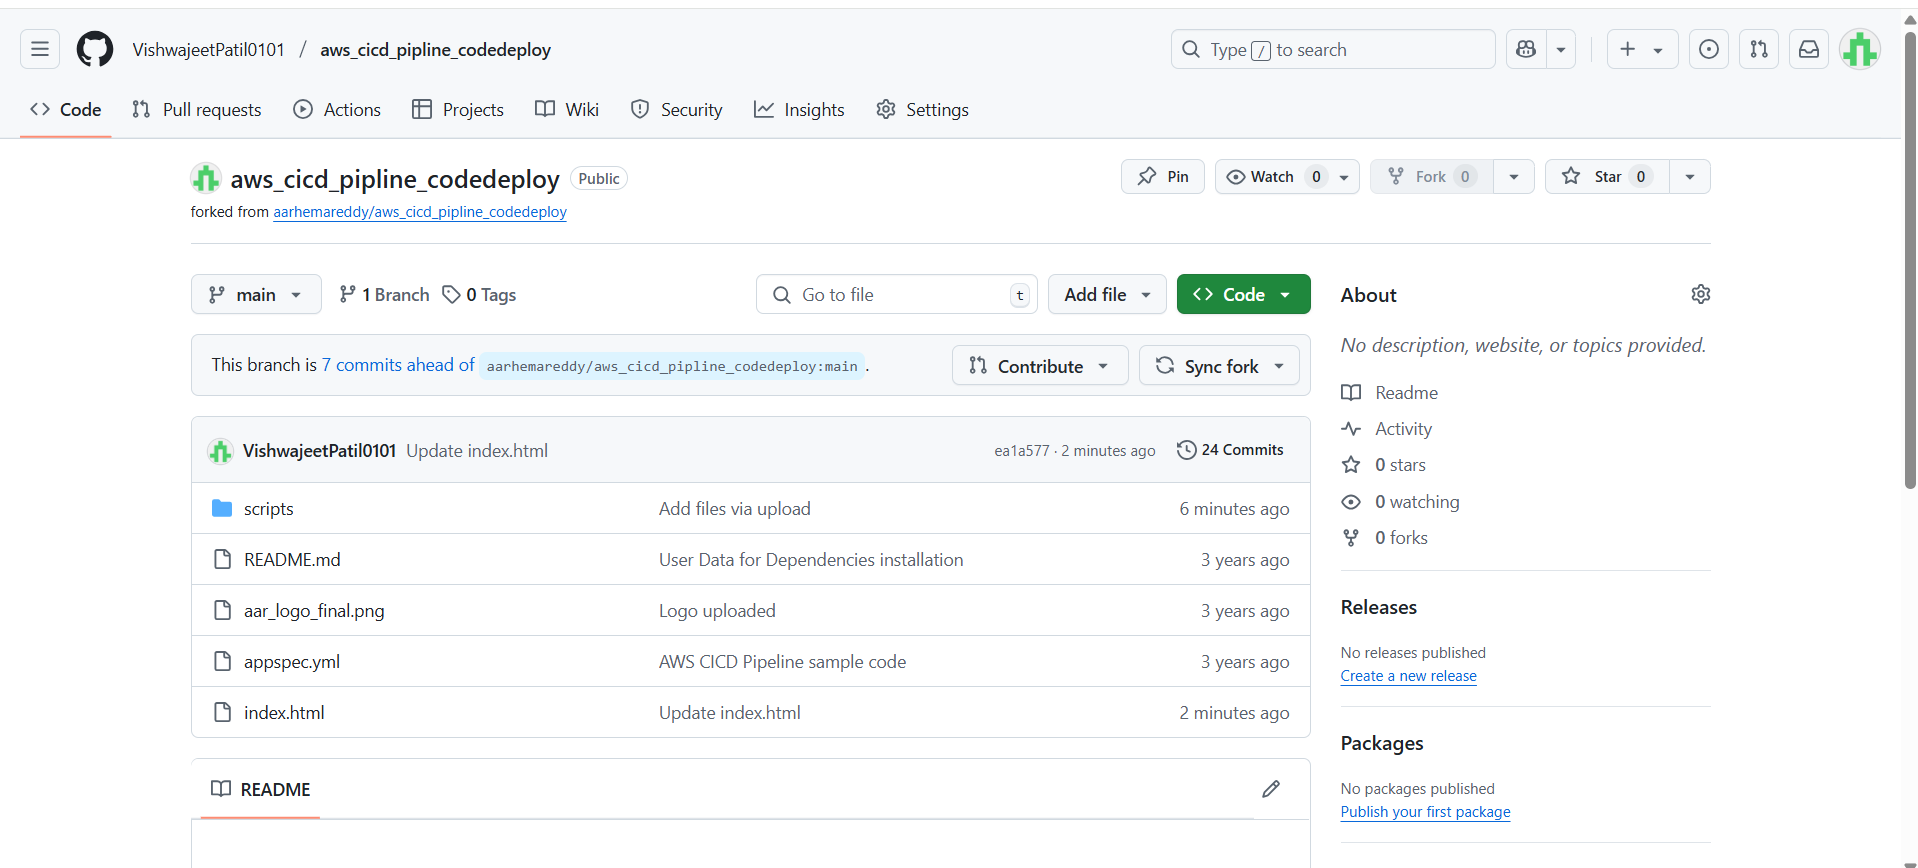 VishwajeetPatil0101 / aws_cicd_pipline_codedeploy
Type / to search
Code Pull requests Actions Projects Wiki Security Insights Settings
aws_cicd_pipline_codedeploy Public
Pin Watch 0 Fork 0 Star 0
forked from aarhemareddy/aws_cicd_pipline_codedeploy
main 1 Branch 0 Tags
Go to file t
Add file
Code
This branch is 7 commits ahead of aarhemareddy/aws_cicd_pipline_codedeploy:main .
Contribute
Sync fork
VishwajeetPatil0101 Update index.html ea1a577 · 2 minutes ago 24 Commits
scripts Add files via upload 6 minutes ago
README.md User Data for Dependencies installation 3 years ago
aar_logo_final.png Logo uploaded 3 years ago
appspec.yml AWS CICD Pipeline sample code 3 years ago
index.html Update index.html 2 minutes ago
README
About
No description, website, or topics provided.
Readme
Activity
0 stars
0 watching
0 forks
Releases
No releases published
Create a new release
Packages
No packages published
Publish your first package